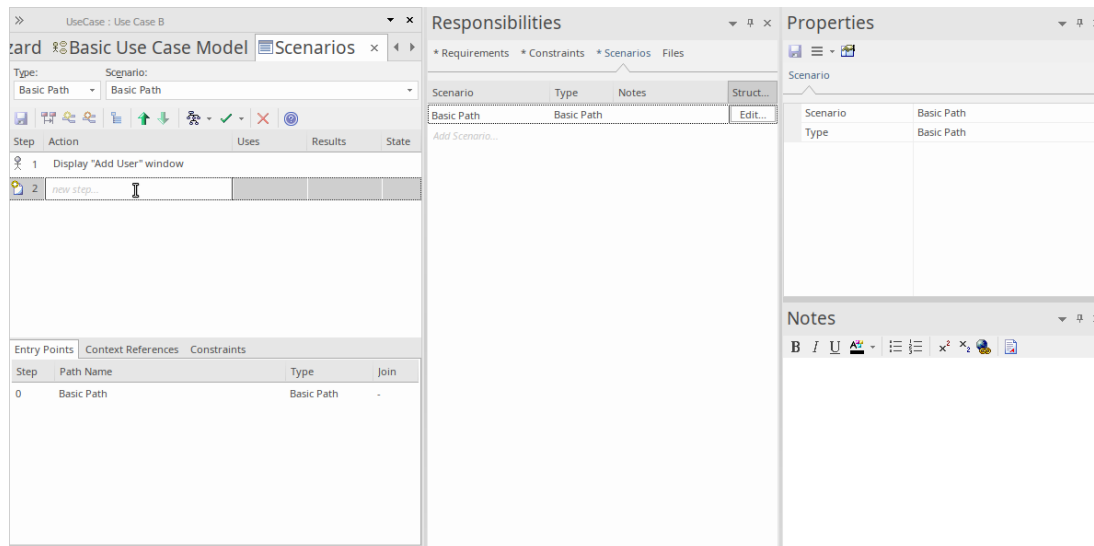 UseCase : Use Case B
zard Basic Use Case Model Scenarios
Type: Scenario:
Basic Path Basic Path
Step Action Uses Results State
1 Display "Add User" window
2 new step...
Entry Points Context References Constraints
Step Path Name Type Join
0 Basic Path Basic Path -
Responsibilities
* Requirements * Constraints * Scenarios Files
Scenario Type Notes Struct...
Basic Path Basic Path Edit...
Add Scenario...
Properties
Scenario
Scenario Basic Path
Type Basic Path
Notes
B I U A x² x₂